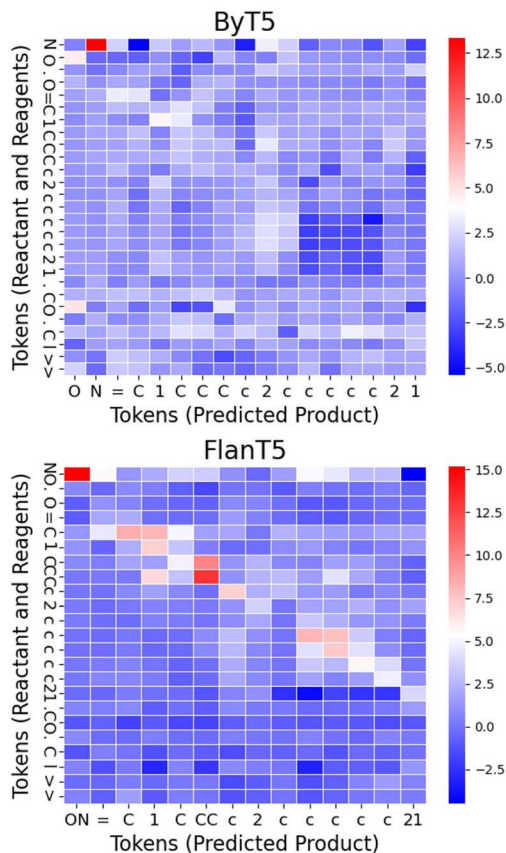 ByT5
Tokens (Reactant and Reagents)
N O . O = C 1 C C C c 2 c c c c c 2 1 . C O . C l > >
12.5
10.0
7.5
5.0
2.5
0.0
−2.5
−5.0
O N = C 1 C C C c 2 c c c c c 2 1
Tokens (Predicted Product)
FlanT5
Tokens (Reactant and Reagents)
NO. O = C 1 CCCCc 2 c c c c c21. CO. C l > >
15.0
12.5
10.0
7.5
5.0
2.5
0.0
−2.5
ON = C 1 C CC c 2 c c c c c 21
Tokens (Predicted Product)